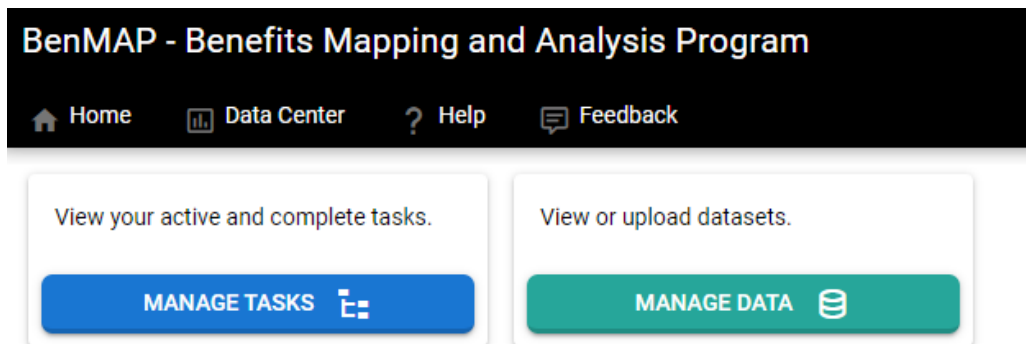 BenMAP - Benefits Mapping and Analysis Program
Home Data Center ? Help Feedback
View your active and complete tasks.
View or upload datasets.
MANAGE TASKS
MANAGE DATA